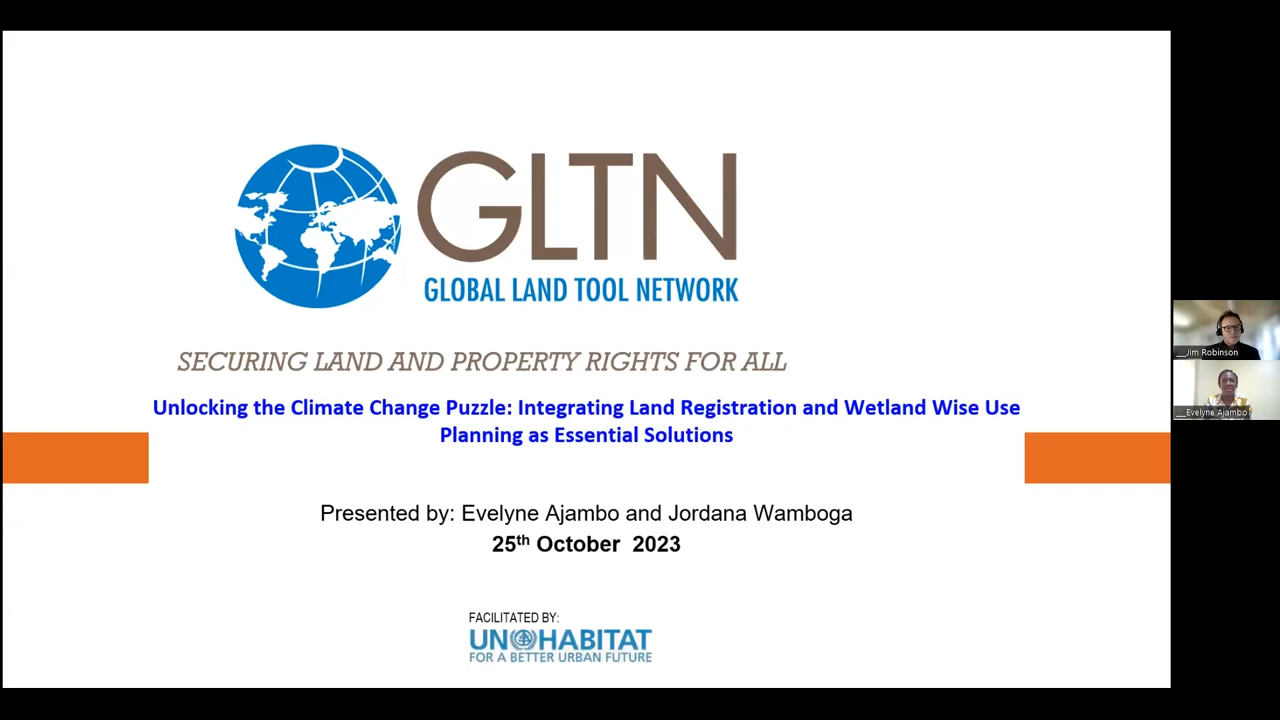 GLTN
GLOBAL LAND TOOL NETWORK
SECURING LAND AND PROPERTY RIGHTS FOR ALL
Unlocking the Climate Change Puzzle: Integrating Land Registration and Wetland Wise Use
Planning as Essential Solutions
Presented by: Evelyne Ajambo and Jordana Wamboga
25th October 2023
FACILITATED BY:
UN HABITAT
FOR A BETTER URBAN FUTURE
__Jim Robinson
__Evelyne Ajambo